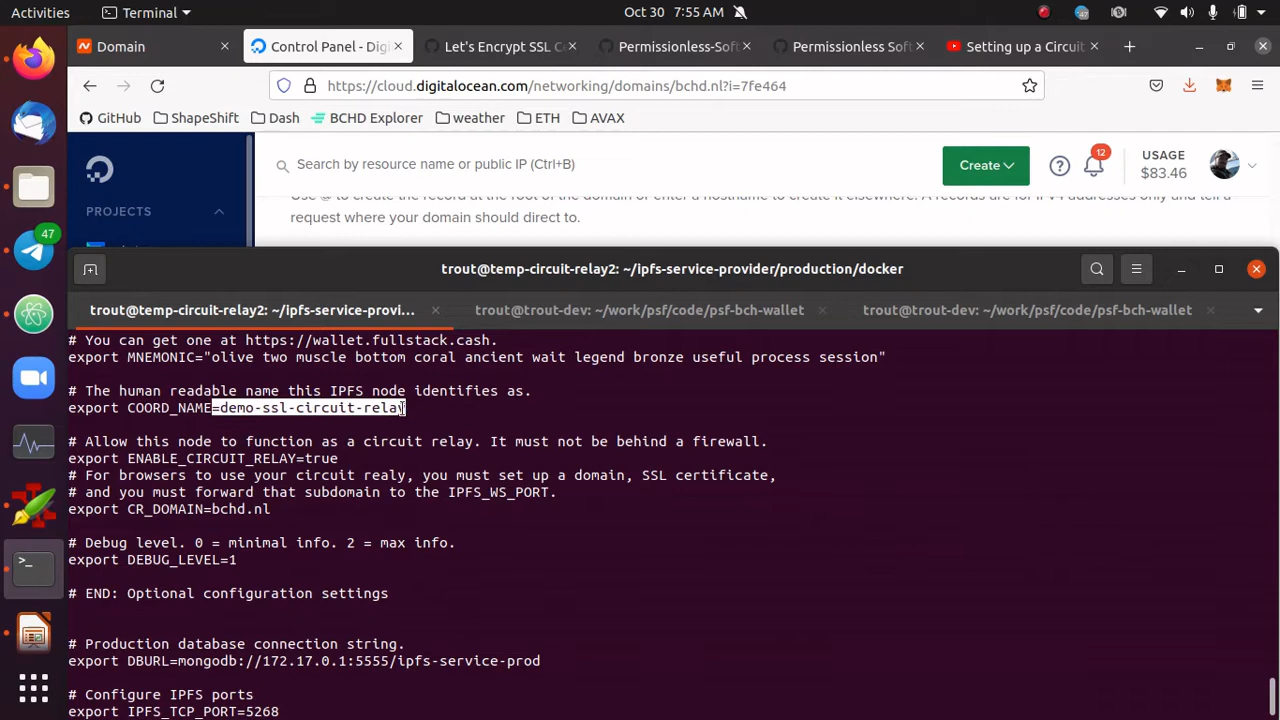 Activities
Terminal
Oct 30 7:55 AM
Domain
Control Panel - Digi
Let's Encrypt SSL C
Permissionless-Soft
Permissionless Soft
Setting up a Circuit
https://cloud.digitalocean.com/networking/domains/bchd.nl?i=7fe464
GitHub
ShapeShift
Dash
BCHD Explorer
weather
ETH
AVAX
Search by resource name or public IP (Ctrl+B)
Create
12
USAGE
$83.46
PROJECTS
47
request where your domain should direct to.
trout@temp-circuit-relay2: ~/ipfs-service-provider/production/docker
trout@temp-circuit-relay2: ~/ipfs-service-provi...
trout@trout-dev: ~/work/psf/code/psf-bch-wallet
trout@trout-dev: ~/work/psf/code/psf-bch-wallet
# You can get one at https://wallet.fullstack.cash.
export MNEMONIC="olive two muscle bottom coral ancient wait legend bronze useful process session"
# The human readable name this IPFS node identifies as.
export COORD_NAME=demo-ssl-circuit-relay
# Allow this node to function as a circuit relay. It must not be behind a firewall.
export ENABLE_CIRCUIT_RELAY=true
# For browsers to use your circuit realy, you must set up a domain, SSL certificate,
# and you must forward that subdomain to the IPFS_WS_PORT.
export CR_DOMAIN=bchd.nl
# Debug level. 0 = minimal info. 2 = max info.
export DEBUG_LEVEL=1
# END: Optional configuration settings
# Production database connection string.
export DBURL=mongodb://172.17.0.1:5555/ipfs-service-prod
# Configure IPFS ports
export IPFS_TCP_PORT=5268